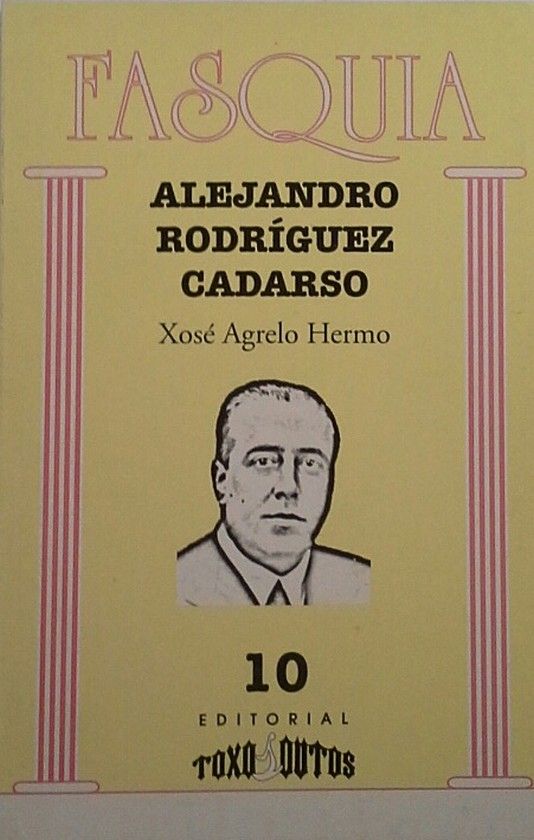 FASQUIA
ALEJANDRO
RODRÍGUEZ
CADARSO
Xosé Agrelo Hermo
10
EDITORIAL
TOXOSOUTOS